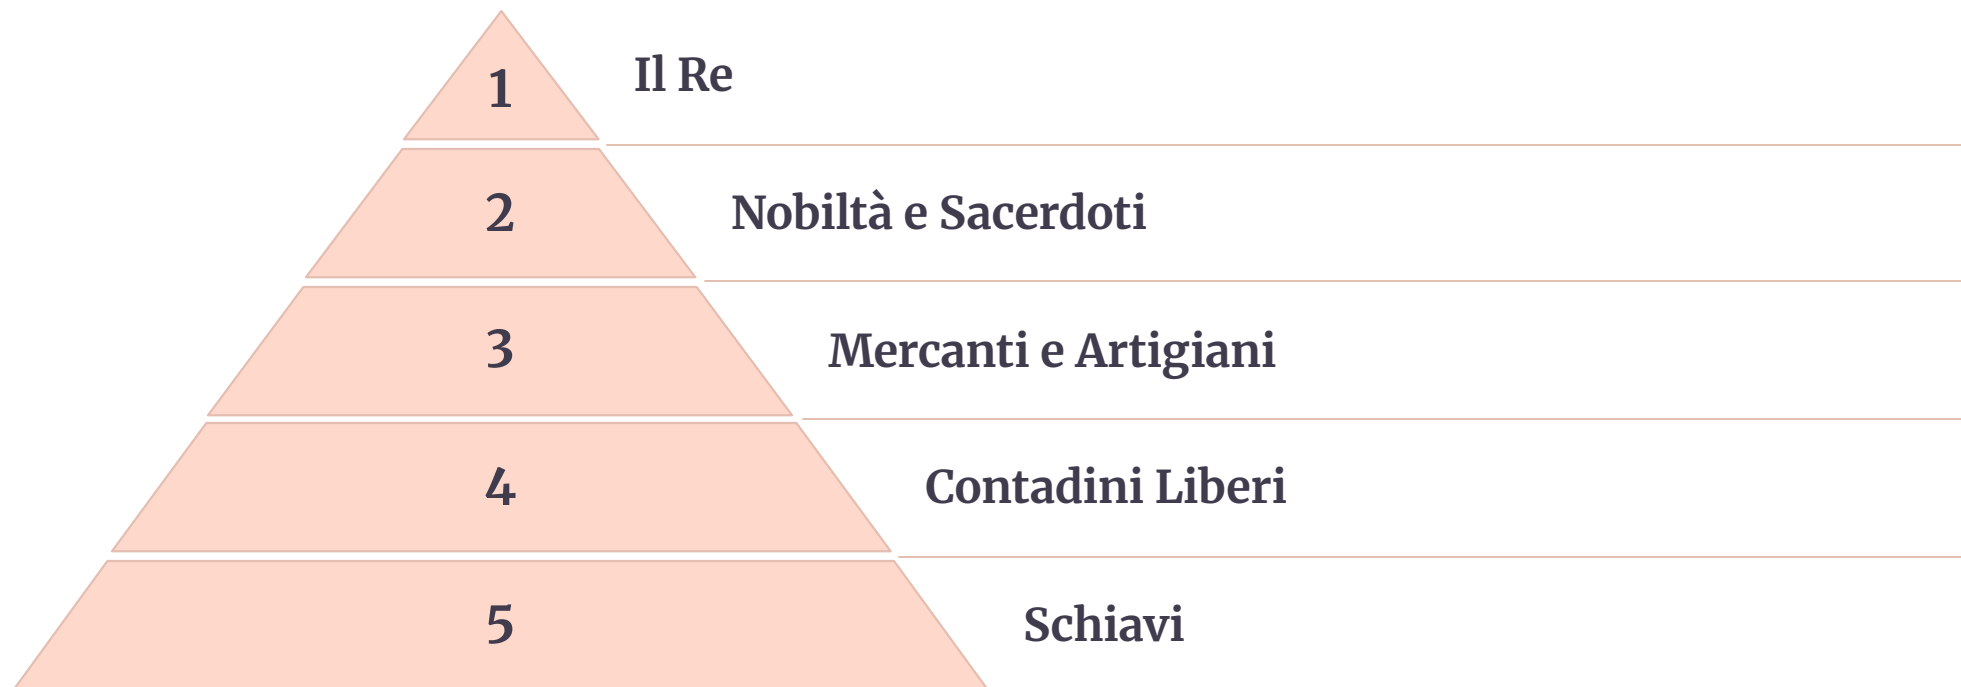 1
Il Re
2
Nobiltà e Sacerdoti
3
Mercanti e Artigiani
4
Contadini Liberi
5
Schiavi